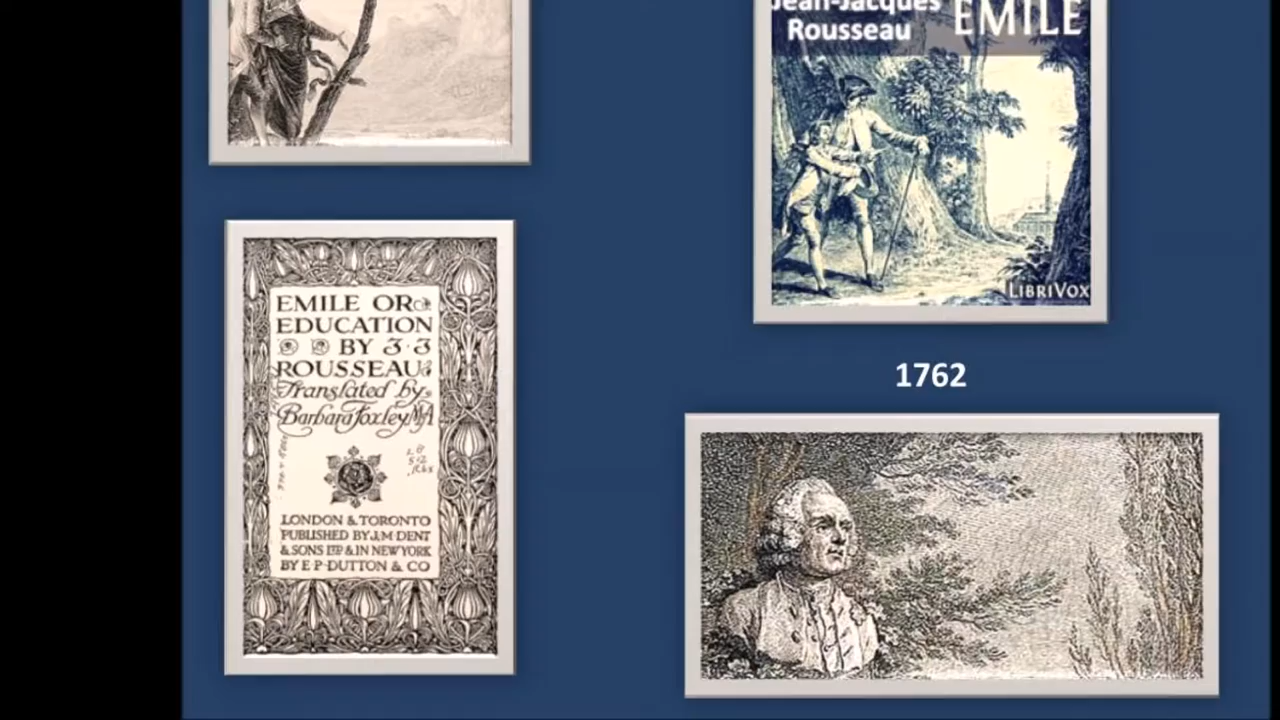 EMILE OR
EDUCATION
BY J·J
ROUSSEAU
Translated by
Barbara Foxley, MA
LONDON & TORONTO
PUBLISHED BY J.M. DENT
& SONS LTD & IN NEW YORK
BY E·P·DUTTON & CO
Jean-Jacques
Rousseau
EMILE
LIBRIVOX
1762